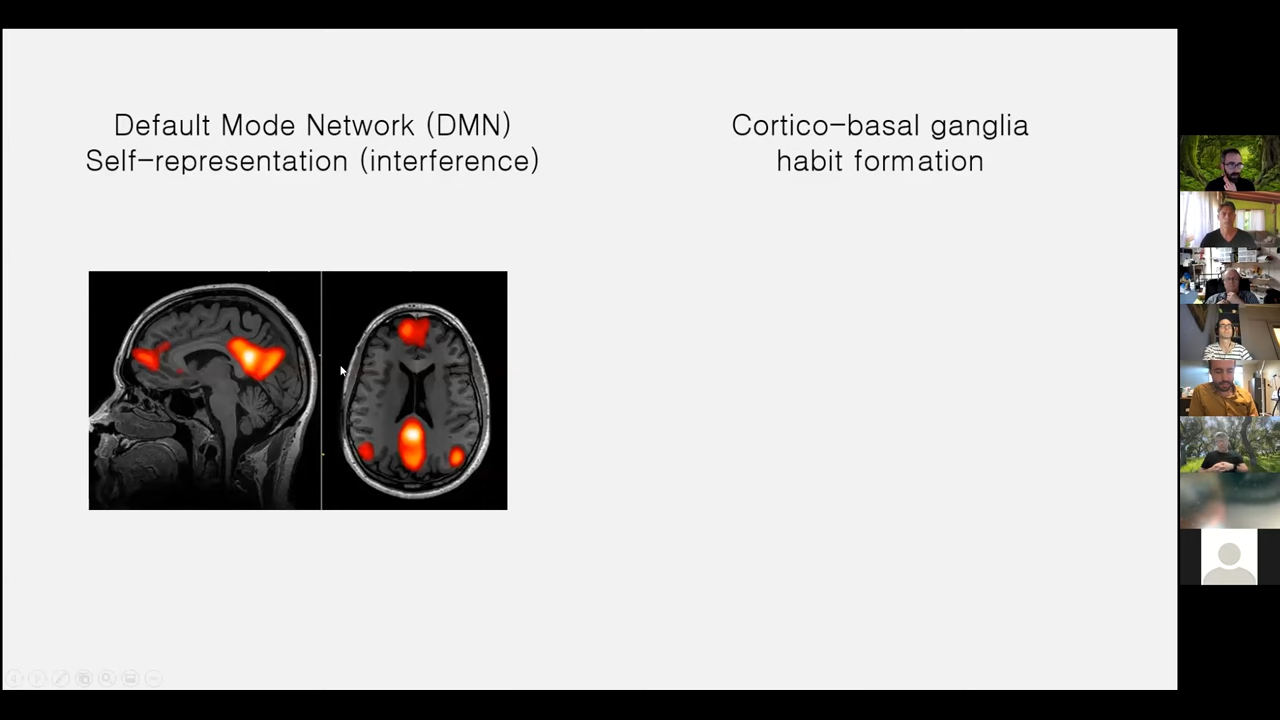 Default Mode Network (DMN)
Self-representation (interference)
Cortico-basal ganglia
habit formation